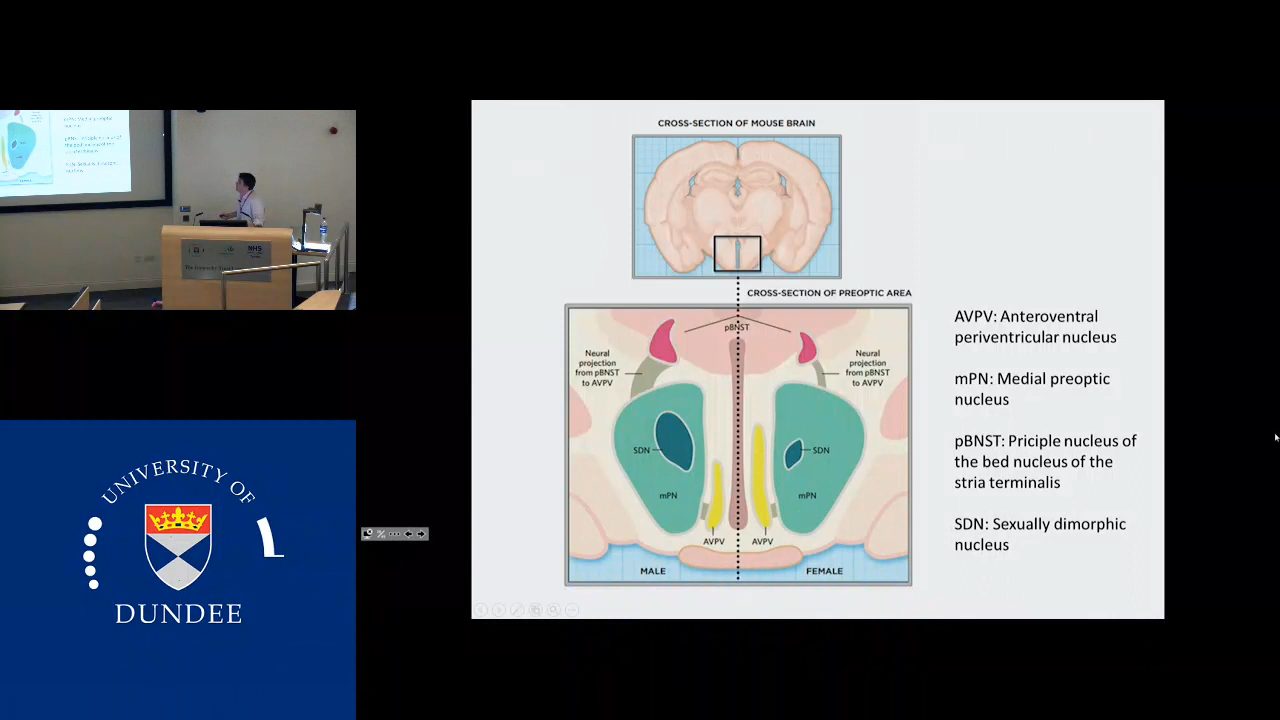 CROSS-SECTION OF MOUSE BRAIN
CROSS-SECTION OF PREOPTIC AREA
pBNST
Neural
projection
from pBNST
to AVPV
Neural
projection
from pBNST
to AVPV
SDN
SDN
mPN
mPN
AVPV
AVPV
MALE
FEMALE
AVPV: Anteroventral
periventricular nucleus
mPN: Medial preoptic
nucleus
pBNST: Priciple nucleus of
the bed nucleus of the
stria terminalis
SDN: Sexually dimorphic
nucleus
NHS
UNIVERSITY OF
DUNDEE